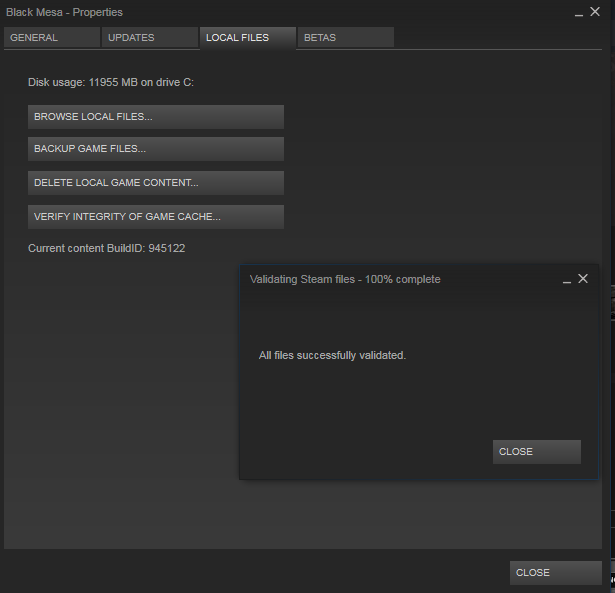 Black Mesa - Properties
GENERAL
UPDATES
LOCAL FILES
BETAS
Disk usage: 11955 MB on drive C:
BROWSE LOCAL FILES...
BACKUP GAME FILES...
DELETE LOCAL GAME CONTENT...
VERIFY INTEGRITY OF GAME CACHE...
Current content BuildID: 945122
Validating Steam files - 100% complete
All files successfully validated.
CLOSE
CLOSE